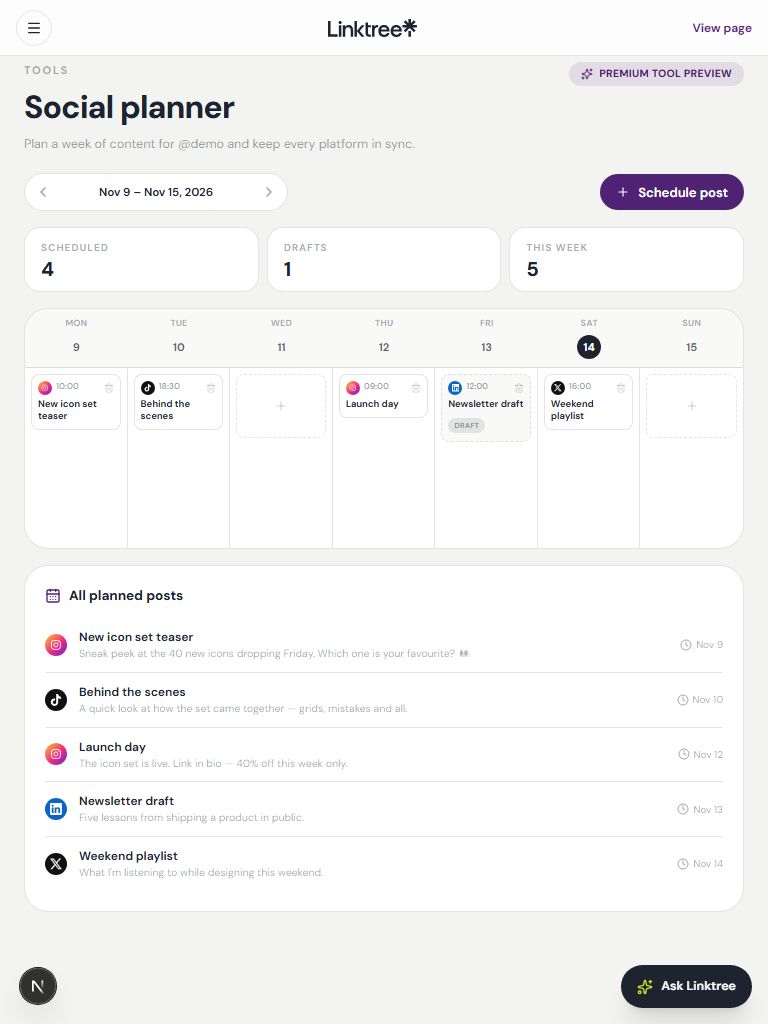 Linktree
View page
TOOLS
PREMIUM TOOL PREVIEW
Social planner
Plan a week of content for @demo and keep every platform in sync.
Nov 9 – Nov 15, 2026
+ Schedule post
SCHEDULED
4
DRAFTS
1
THIS WEEK
5
MON TUE WED THU FRI SAT SUN
9 10 11 12 13 14 15
10:00
New icon set
teaser
18:30
Behind the
scenes
+
09:00
Launch day
12:00
Newsletter draft
DRAFT
16:00
Weekend
playlist
+
All planned posts
New icon set teaser
Sneak peek at the 40 new icons dropping Friday. Which one is your favourite? 👀
Nov 9
Behind the scenes
A quick look at how the set came together — grids, mistakes and all.
Nov 10
Launch day
The icon set is live. Link in bio — 40% off this week only.
Nov 12
Newsletter draft
Five lessons from shipping a product in public.
Nov 13
Weekend playlist
What I'm listening to while designing this weekend.
Nov 14
N
Ask Linktree